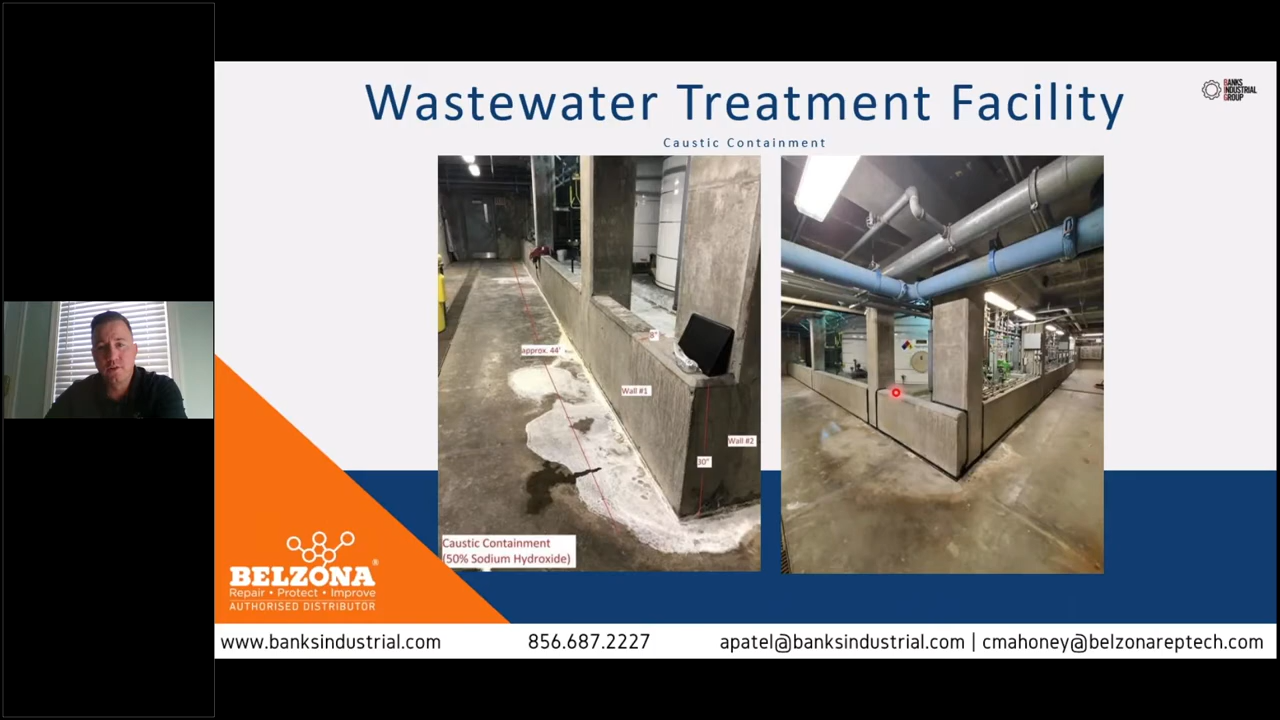 Wastewater Treatment Facility
BANKS
INDUSTRIAL
GROUP
Caustic Containment
approx. 44'
8"
Wall #1
Wall #2
30"
Caustic Containment
(50% Sodium Hydroxide)
BELZONA®
Repair • Protect • Improve
AUTHORISED DISTRIBUTOR
www.banksindustrial.com 856.687.2227 apatel@banksindustrial.com | cmahoney@belzonareptech.com